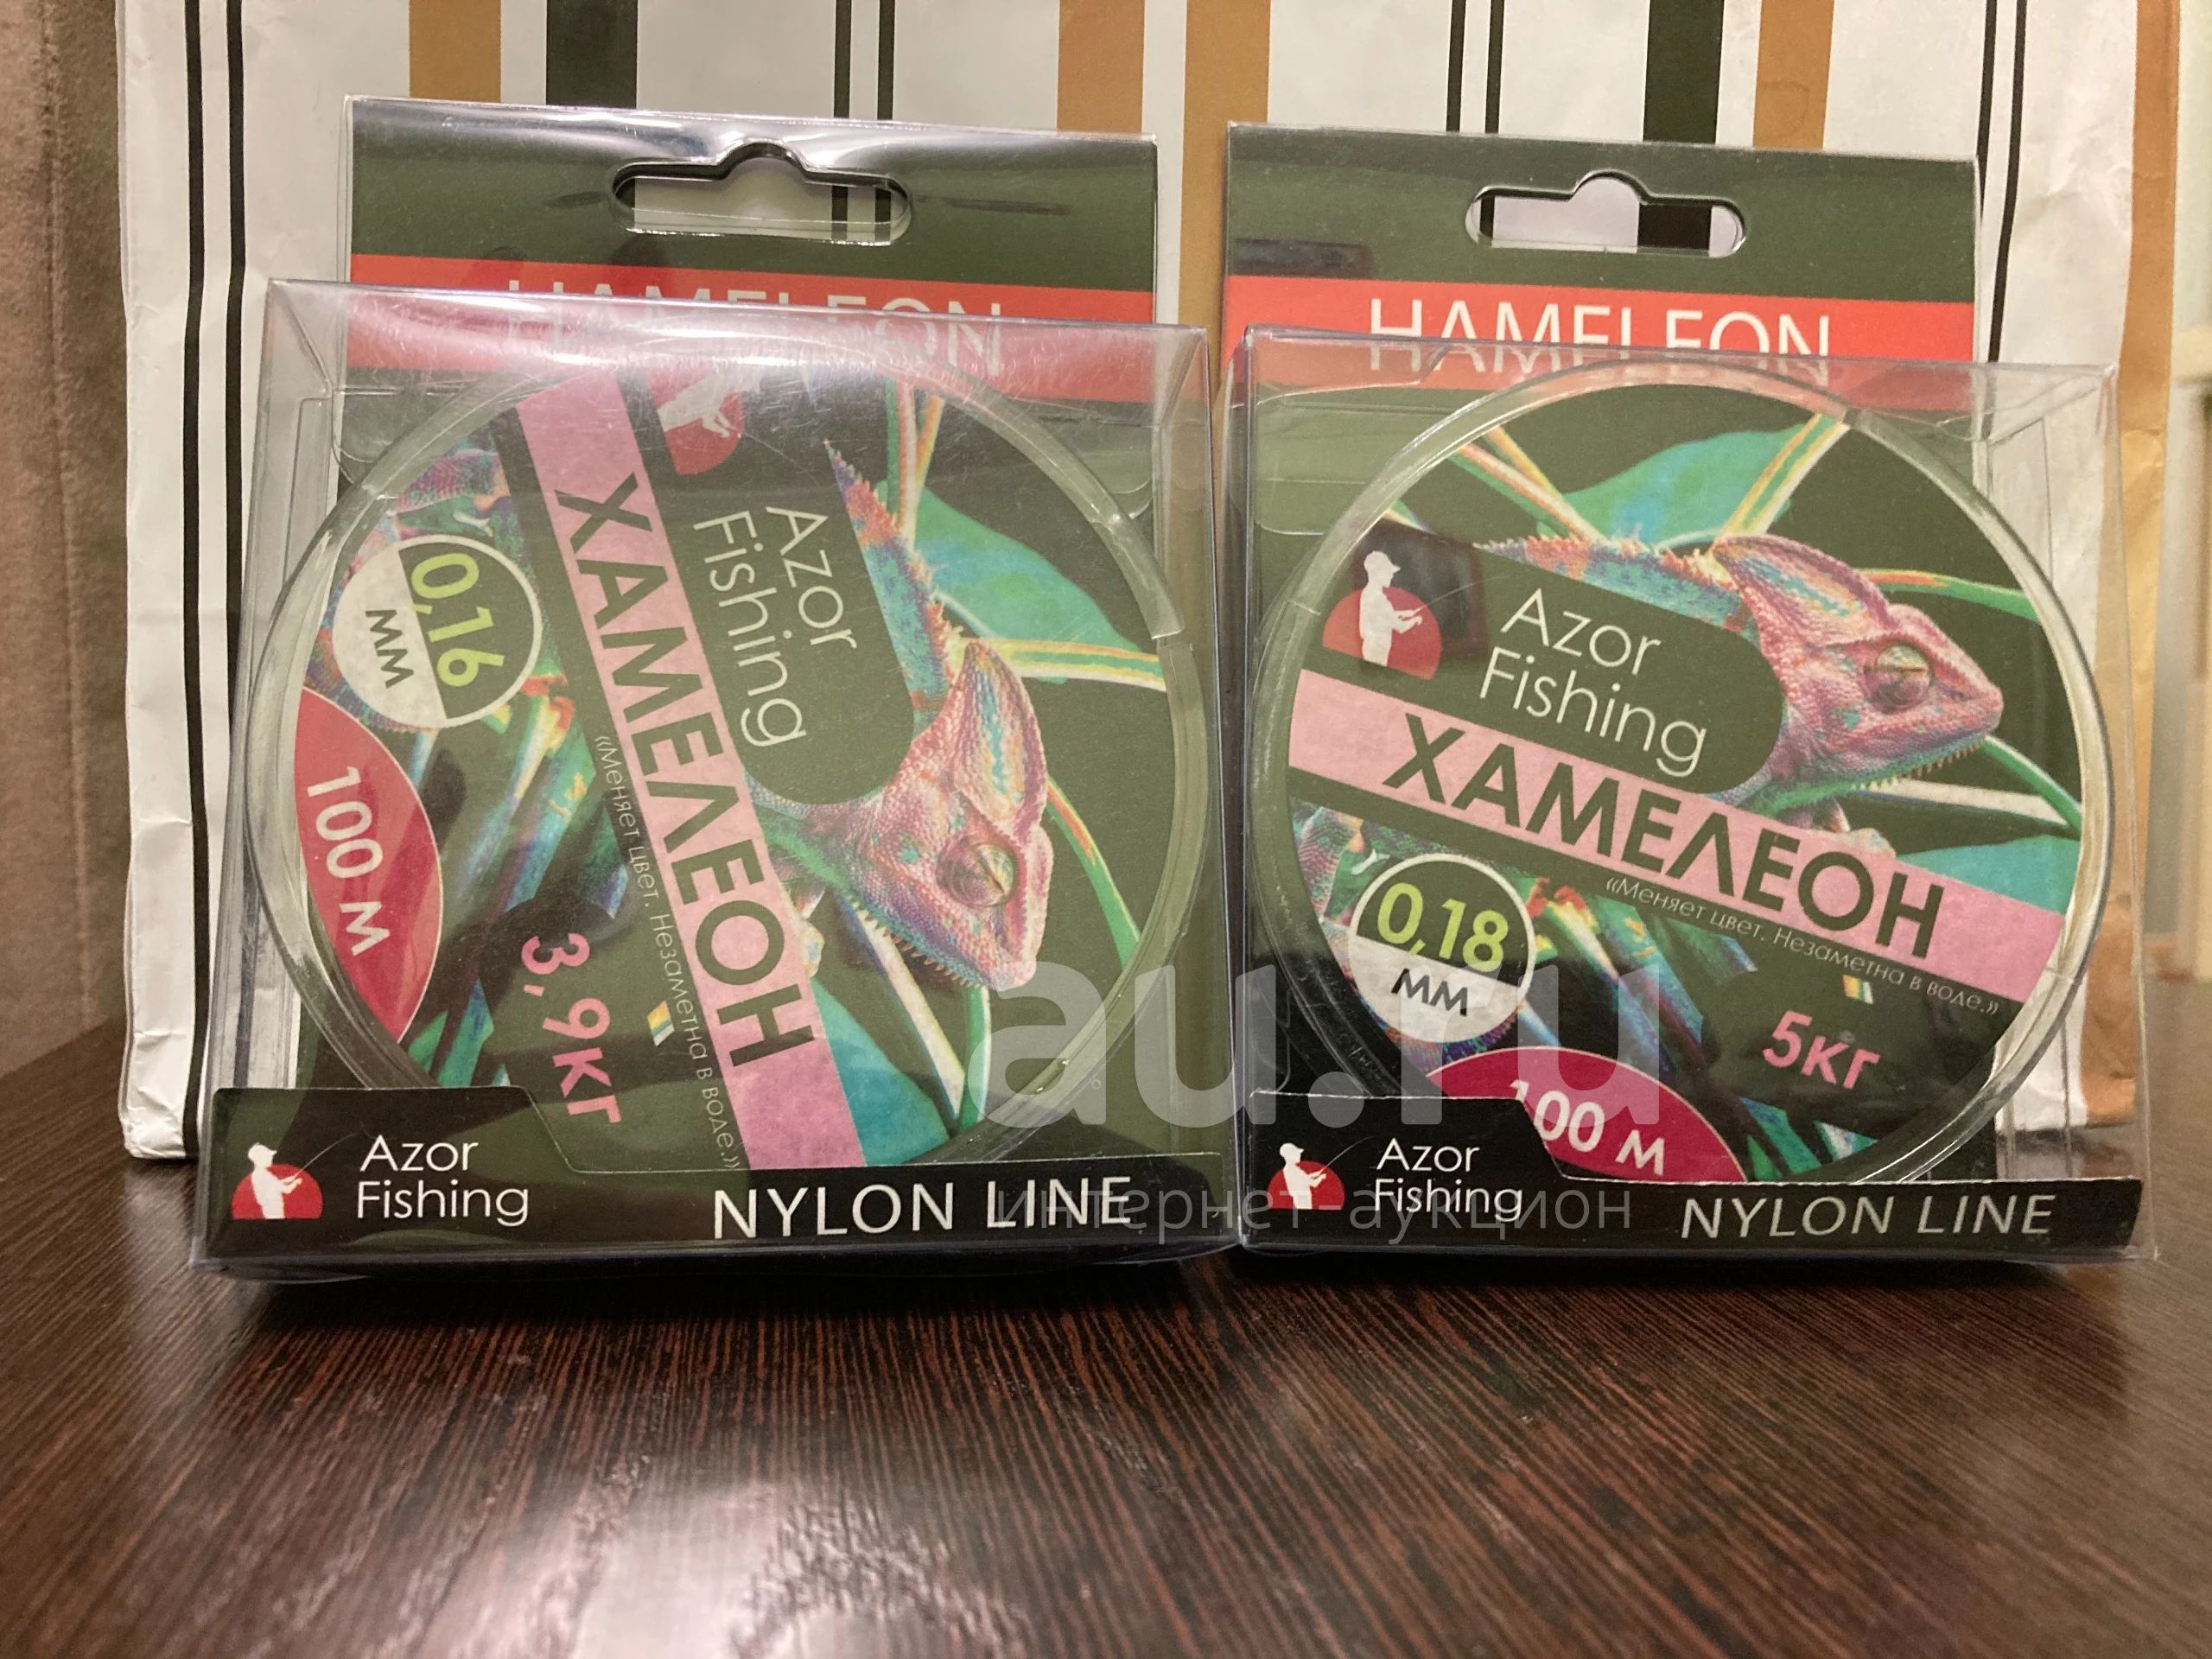 HAMELEON
Azor
Fishing
ХАМЕЛЕОН
«Меняет цвет. Незаметна в воде.»
0,16
мм
100 м
3,9кг
Azor
Fishing
NYLON LINE
HAMELEON
Azor
Fishing
ХАМЕЛЕОН
«Меняет цвет. Незаметна в воде.»
0,18
мм
5кг
100 м
Azor
Fishing
NYLON LINE
au.ru
интернет-аукцион